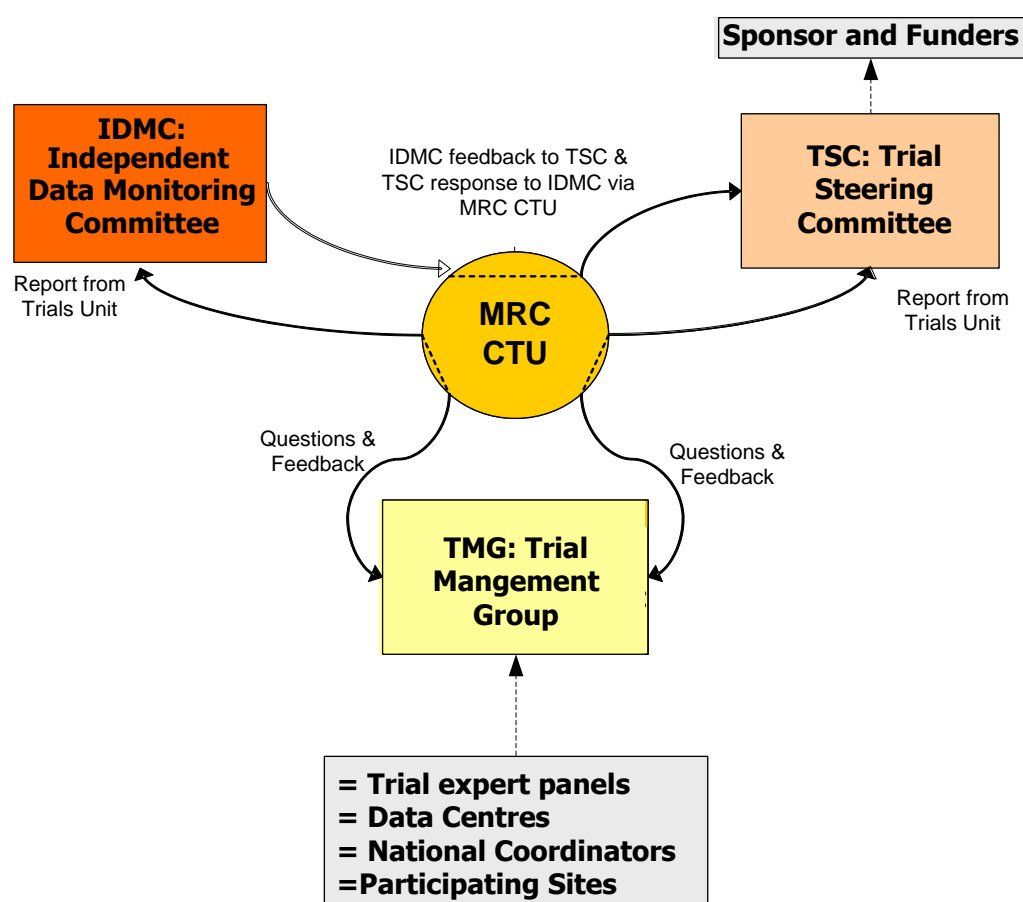 Sponsor and Funders
IDMC:
Independent
Data Monitoring
Committee
IDMC feedback to TSC &
TSC response to IDMC via
MRC CTU
TSC: Trial
Steering
Committee
Report from
Trials Unit
MRC
CTU
Report from
Trials Unit
Questions &
Feedback
Questions &
Feedback
TMG: Trial
Mangement
Group
= Trial expert panels
= Data Centres
= National Coordinators
=Participating Sites